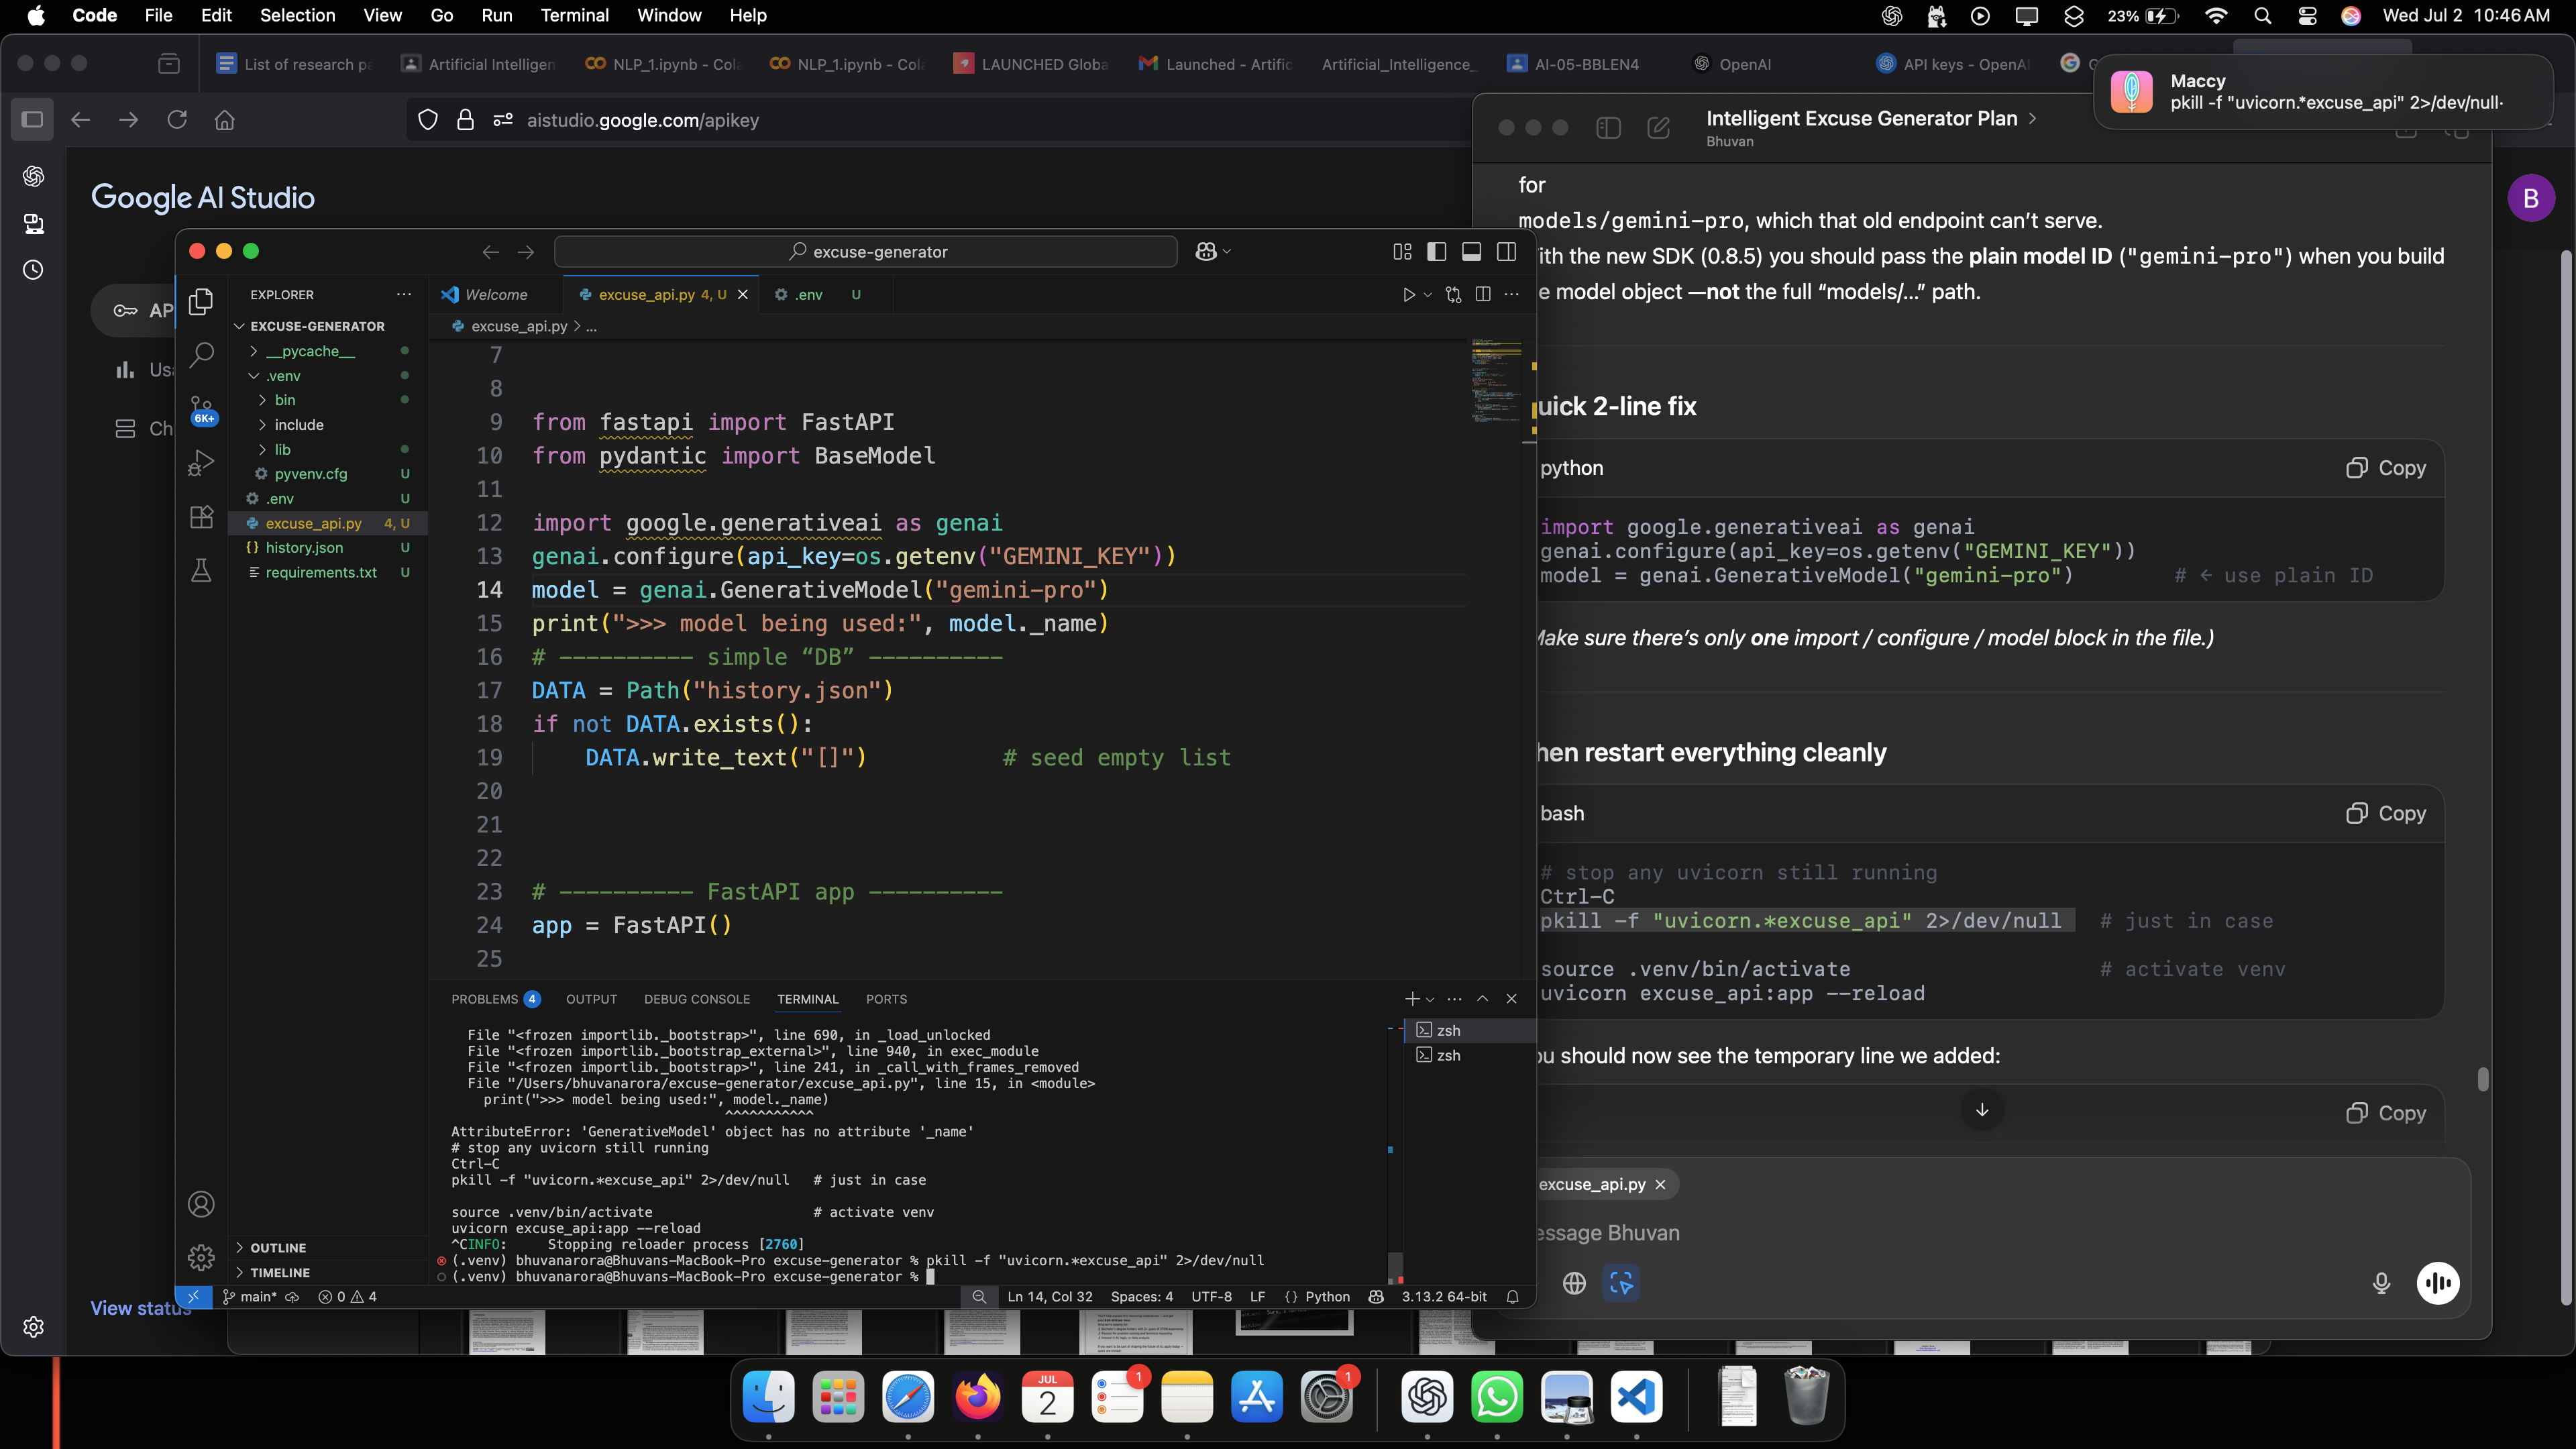 Code File Edit Selection View Go Run Terminal Window Help
23% Wed Jul 2 10:46 AM
List of research pa
Artificial Intelligen
NLP_1.ipynb - Cola
NLP_1.ipynb - Cola
LAUNCHED Globa
Launched - Artific
Artificial_Intelligence_
AI-05-BBLEN4
OpenAI
API keys - OpenAI
aistudio.google.com/apikey
Maccy
pkill -f "uvicorn.*excuse_api" 2>/dev/null·
Google AI Studio
B
AP
Usa
Ch
View status
Intelligent Excuse Generator Plan
Bhuvan
for
models/gemini-pro, which that old endpoint can’t serve.
ith the new SDK (0.8.5) you should pass the plain model ID ("gemini-pro") when you build
e model object —not the full “models/…” path.
uick 2-line fix
python Copy
import google.generativeai as genai
genai.configure(api_key=os.getenv("GEMINI_KEY"))
model = genai.GenerativeModel("gemini-pro") # ← use plain ID
Make sure there’s only one import / configure / model block in the file.)
hen restart everything cleanly
bash Copy
# stop any uvicorn still running
Ctrl-C
pkill -f "uvicorn.*excuse_api" 2>/dev/null # just in case
source .venv/bin/activate # activate venv
uvicorn excuse_api:app --reload
ou should now see the temporary line we added:
Copy
excuse_api.py
essage Bhuvan
excuse-generator
EXPLORER
EXCUSE-GENERATOR
__pycache__
.venv
bin
include
lib
pyvenv.cfg U
.env U
excuse_api.py 4, U
history.json U
requirements.txt U
6K+
OUTLINE
TIMELINE
Welcome
excuse_api.py 4, U
.env U
excuse_api.py > ...
7
8
9 from fastapi import FastAPI
10 from pydantic import BaseModel
11
12 import google.generativeai as genai
13 genai.configure(api_key=os.getenv("GEMINI_KEY"))
14 model = genai.GenerativeModel("gemini-pro")
15 print(">>> model being used:", model._name)
16 # ---------- simple “DB” ----------
17 DATA = Path("history.json")
18 if not DATA.exists():
19 DATA.write_text("[]") # seed empty list
20
21
22
23 # ---------- FastAPI app ----------
24 app = FastAPI()
25
PROBLEMS 4 OUTPUT DEBUG CONSOLE TERMINAL PORTS
zsh
zsh
File "<frozen importlib._bootstrap>", line 690, in _load_unlocked
File "<frozen importlib._bootstrap_external>", line 940, in exec_module
File "<frozen importlib._bootstrap>", line 241, in _call_with_frames_removed
File "/Users/bhuvanarora/excuse-generator/excuse_api.py", line 15, in <module>
print(">>> model being used:", model._name)
^^^^^^^^^^^
AttributeError: 'GenerativeModel' object has no attribute '_name'
# stop any uvicorn still running
Ctrl-C
pkill -f "uvicorn.*excuse_api" 2>/dev/null # just in case
source .venv/bin/activate # activate venv
uvicorn excuse_api:app --reload
^CINFO: Stopping reloader process [2760]
(.venv) bhuvanarora@Bhuvans-MacBook-Pro excuse-generator % pkill -f "uvicorn.*excuse_api" 2>/dev/null
(.venv) bhuvanarora@Bhuvans-MacBook-Pro excuse-generator %
main* 0 4 Ln 14, Col 32 Spaces: 4 UTF-8 LF {} Python 3.13.2 64-bit
JUL
2
1
1